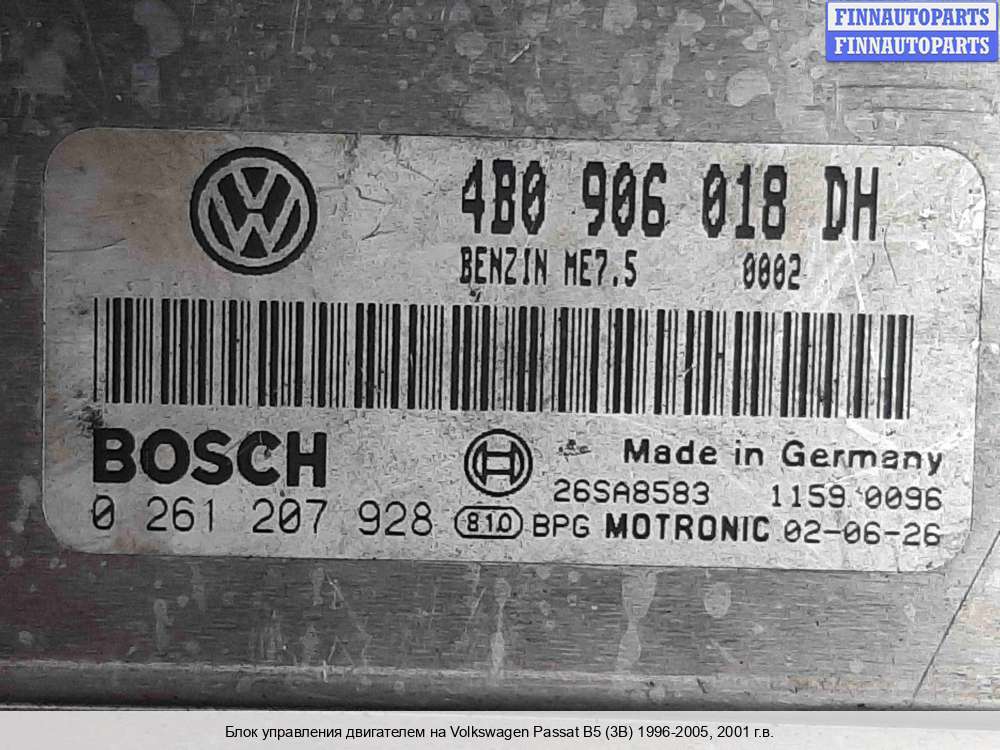 FINNAUTOPARTS
FINNAUTOPARTS
4B0 906 018 DH
BENZIN ME7.5 0002
BOSCH
Made in Germany
26SA8583 1159 0096
0 261 207 928 810 BPG MOTRONIC 02-06-26
Блок управления двигателем на Volkswagen Passat B5 (3B) 1996-2005, 2001 г.в.